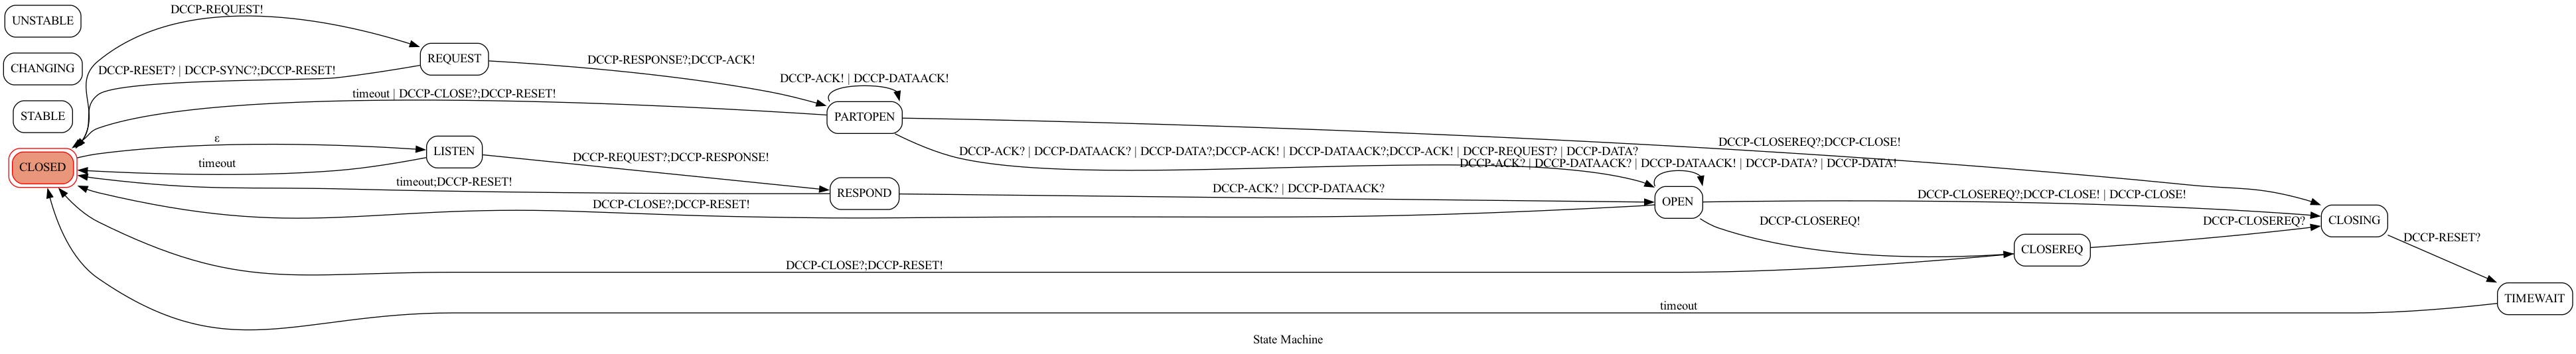 UNSTABLE
DCCP-REQUEST!
CHANGING
DCCP-RESET? | DCCP-SYNC?;DCCP-RESET!
REQUEST
DCCP-RESPONSE?;DCCP-ACK!
DCCP-ACK! | DCCP-DATAACK!
STABLE
timeout | DCCP-CLOSE?;DCCP-RESET!
PARTOPEN
CLOSED
ε
timeout
LISTEN
DCCP-REQUEST?;DCCP-RESPONSE!
DCCP-ACK? | DCCP-DATAACK? | DCCP-DATA?;DCCP-ACK! | DCCP-DATAACK?;DCCP-ACK! | DCCP-REQUEST? | DCCP-DATA?
DCCP-CLOSEREQ?;DCCP-CLOSE!
DCCP-ACK? | DCCP-DATAACK? | DCCP-DATAACK! | DCCP-DATA? | DCCP-DATA!
timeout;DCCP-RESET!
RESPOND
DCCP-ACK? | DCCP-DATAACK?
OPEN
DCCP-CLOSEREQ?;DCCP-CLOSE! | DCCP-CLOSE!
DCCP-CLOSE?;DCCP-RESET!
DCCP-CLOSEREQ!
DCCP-CLOSEREQ?
CLOSING
CLOSEREQ
DCCP-RESET?
DCCP-CLOSE?;DCCP-RESET!
TIMEWAIT
timeout
State Machine